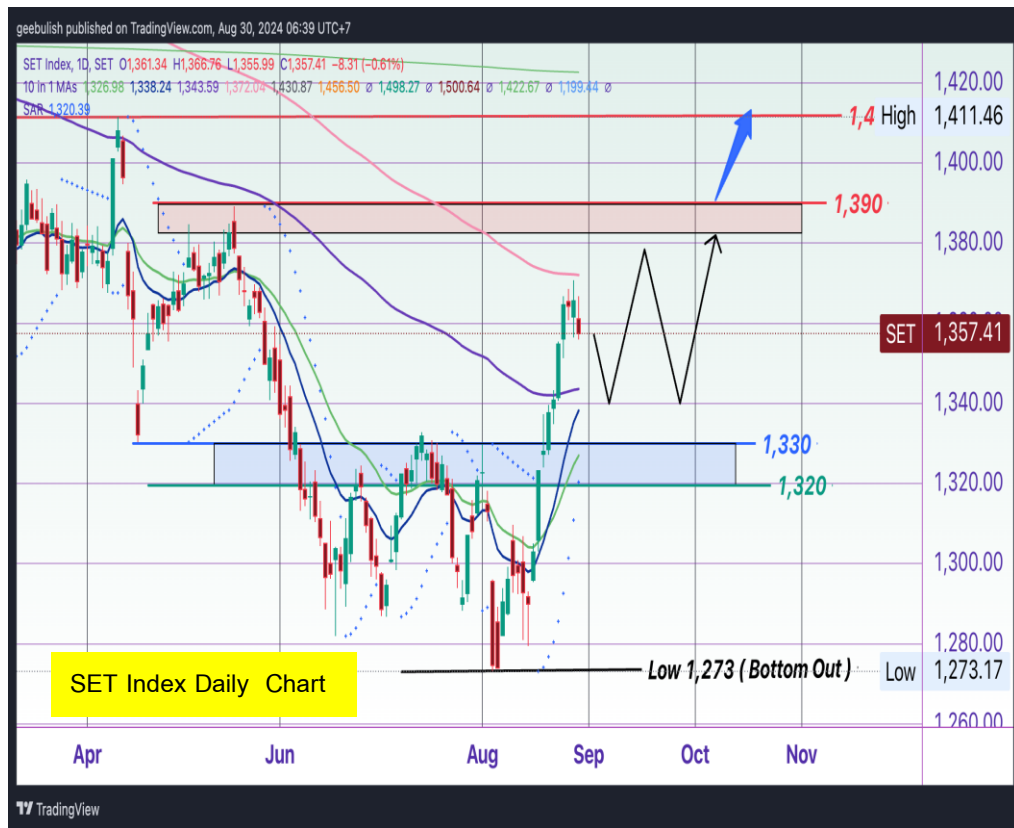 geebulish published on TradingView.com, Aug 30, 2024 06:39 UTC+7
SET Index, 1D, SET O1,361.34 H1,366.76 L1,355.99 C1,357.41 −8.31 (−0.61%)
10 in 1 MAs 1,326.98 1,338.24 1,343.59 1,372.04 1,430.87 1,456.50 ø 1,498.27 ø 1,500.64 ø 1,422.67 ø 1,199.44 ø
SAR 1,320.39
1,420.00
1,4 High 1,411.46
1,400.00
1,390
1,380.00
SET 1,357.41
1,340.00
1,330
1,320.00
1,320
1,300.00
1,280.00
Low 1,273 ( Bottom Out ) Low 1,273.17
SET Index Daily Chart
1,260.00
Apr Jun Aug Sep Oct Nov
TradingView